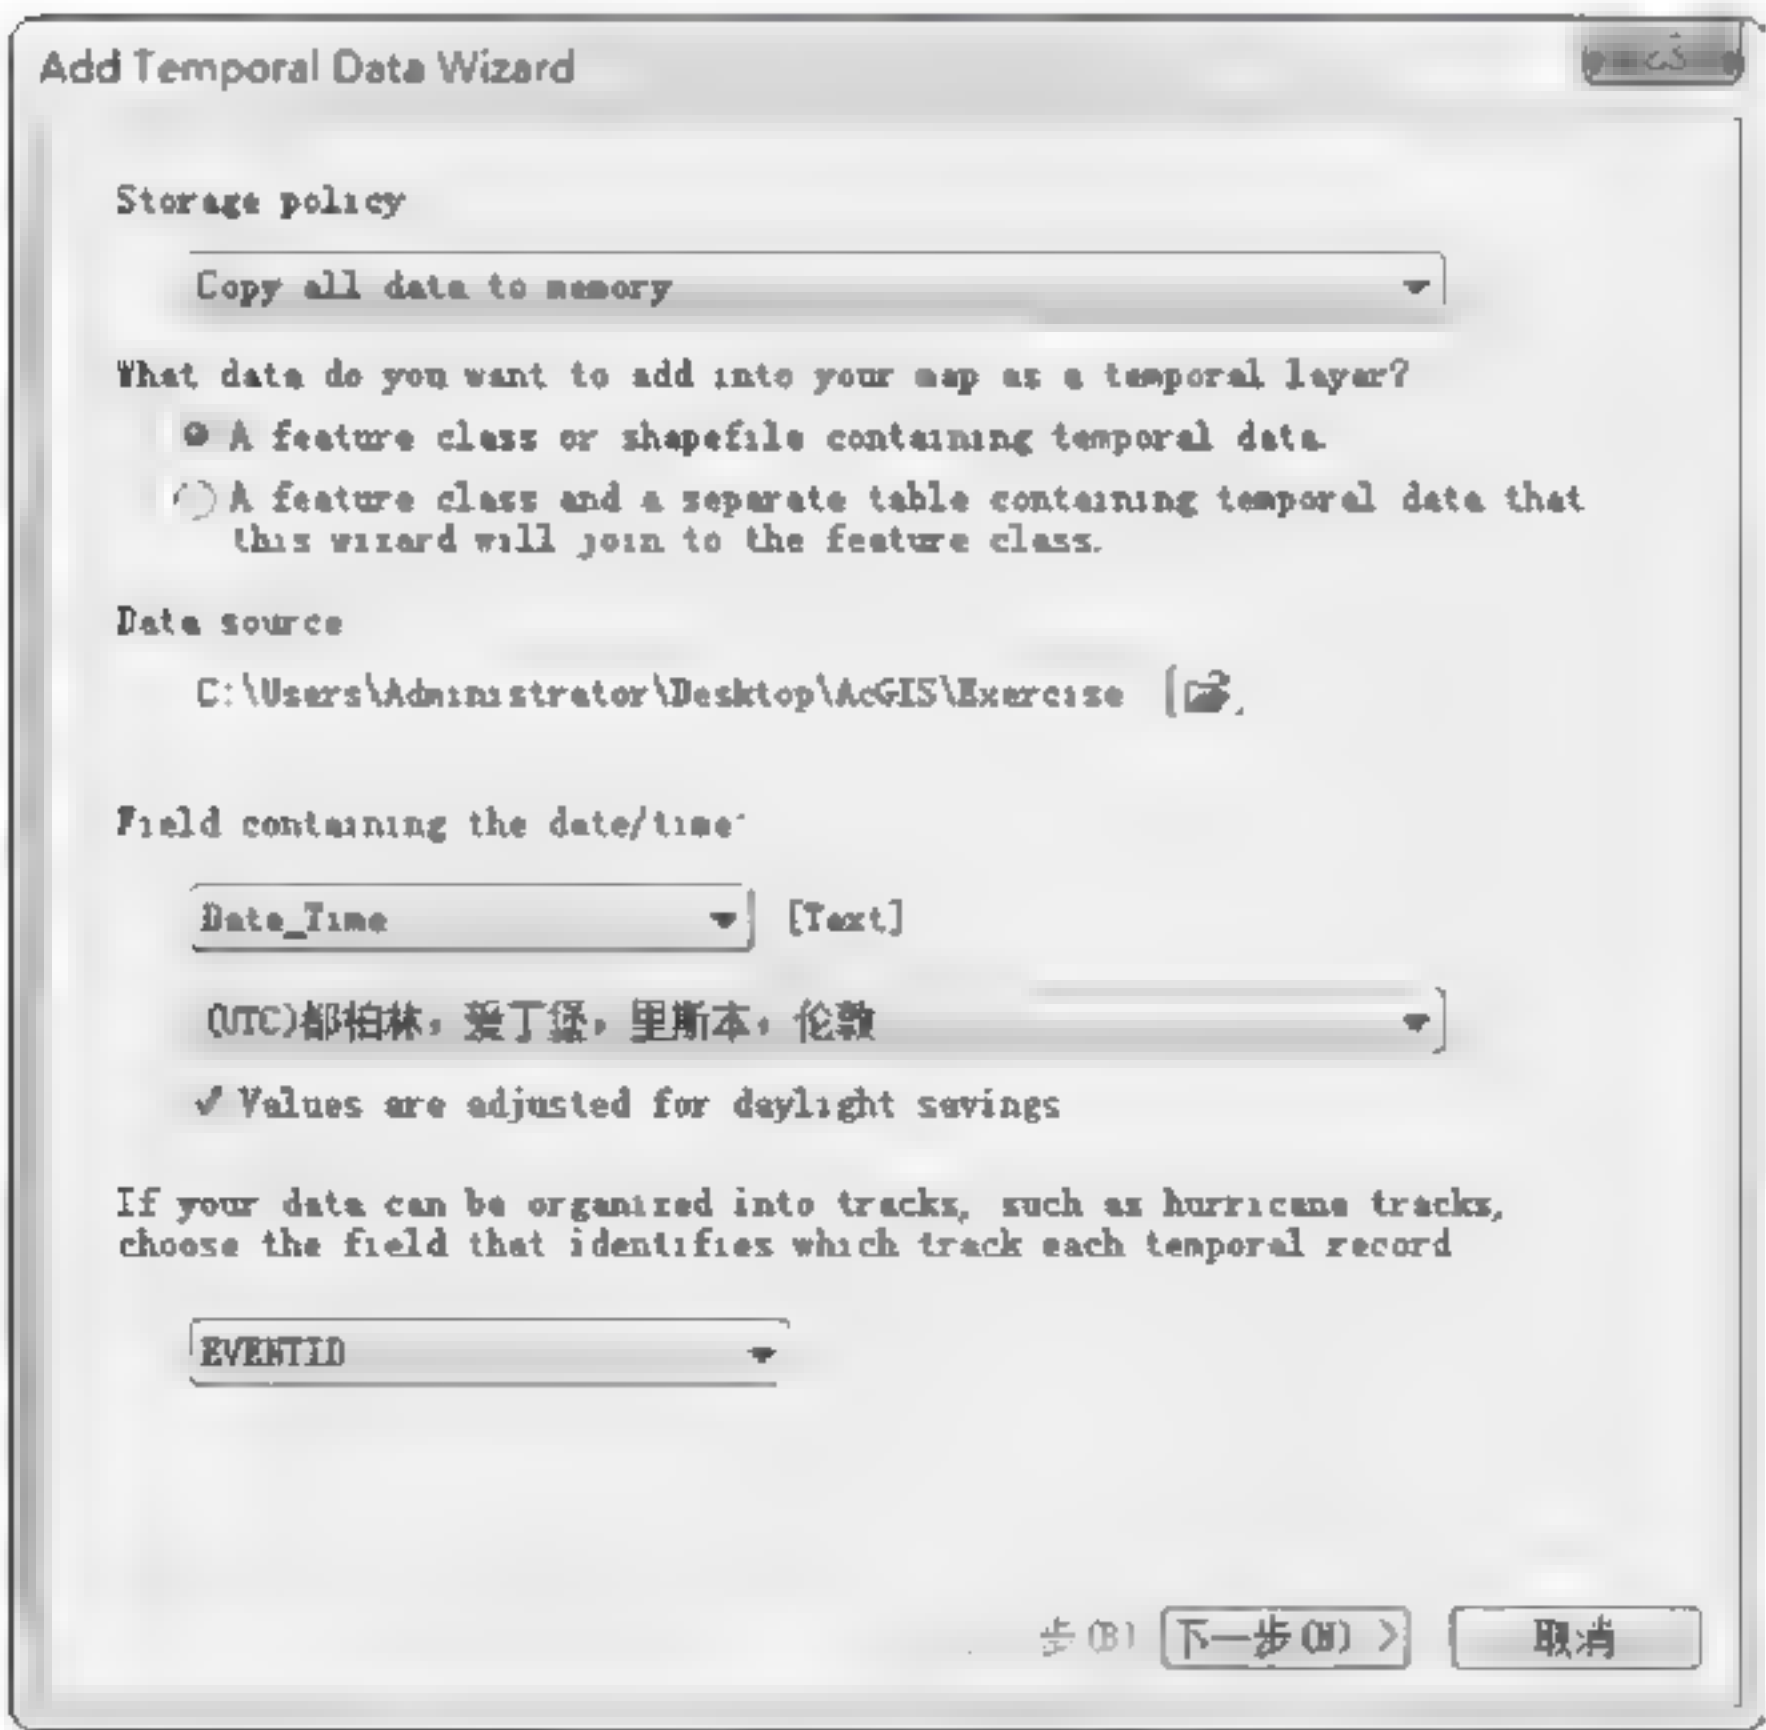 Add Temporal Data Wizard
Storage policy
Copy all data to memory
What data do you want to add into your map as a temporal layer?
A feature class or shapefile containing temporal data.
A feature class and a separate table containing temporal data that
this wizard will join to the feature class.
Data source
C:\Users\Administrator\Desktop\AcGIS\Exercise
Field containing the date/time:
Date_Time [Text]
(UTC)都柏林，爱丁堡，里斯本，伦敦
Values are adjusted for daylight savings
If your data can be organized into tracks, such as hurricane tracks,
choose the field that identifies which track each temporal record
EVENTID
步(B) 下一步(N) > 取消